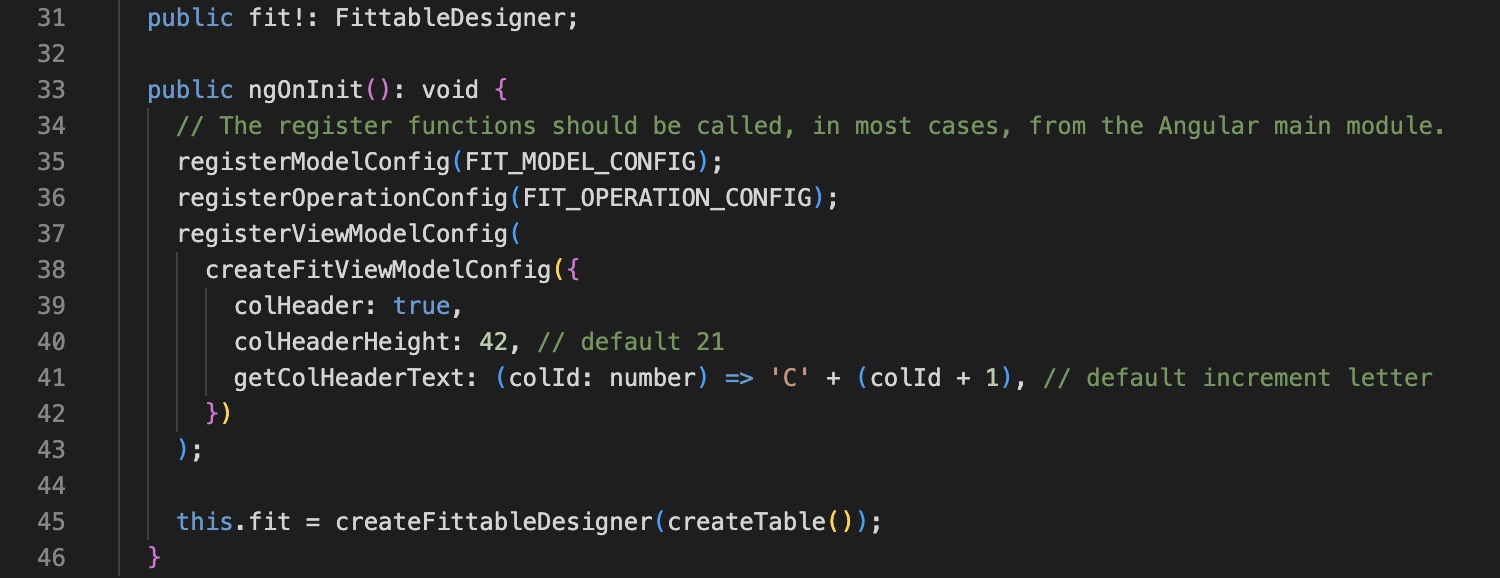 31 public fit!: FittableDesigner;
32
33 public ngOnInit(): void {
34 // The register functions should be called, in most cases, from the Angular main module.
35 registerModelConfig(FIT_MODEL_CONFIG);
36 registerOperationConfig(FIT_OPERATION_CONFIG);
37 registerViewModelConfig(
38 createFitViewModelConfig({
39 colHeader: true,
40 colHeaderHeight: 42, // default 21
41 getColHeaderText: (colId: number) => 'C' + (colId + 1), // default increment letter
42 })
43 );
44
45 this.fit = createFittableDesigner(createTable());
46 }